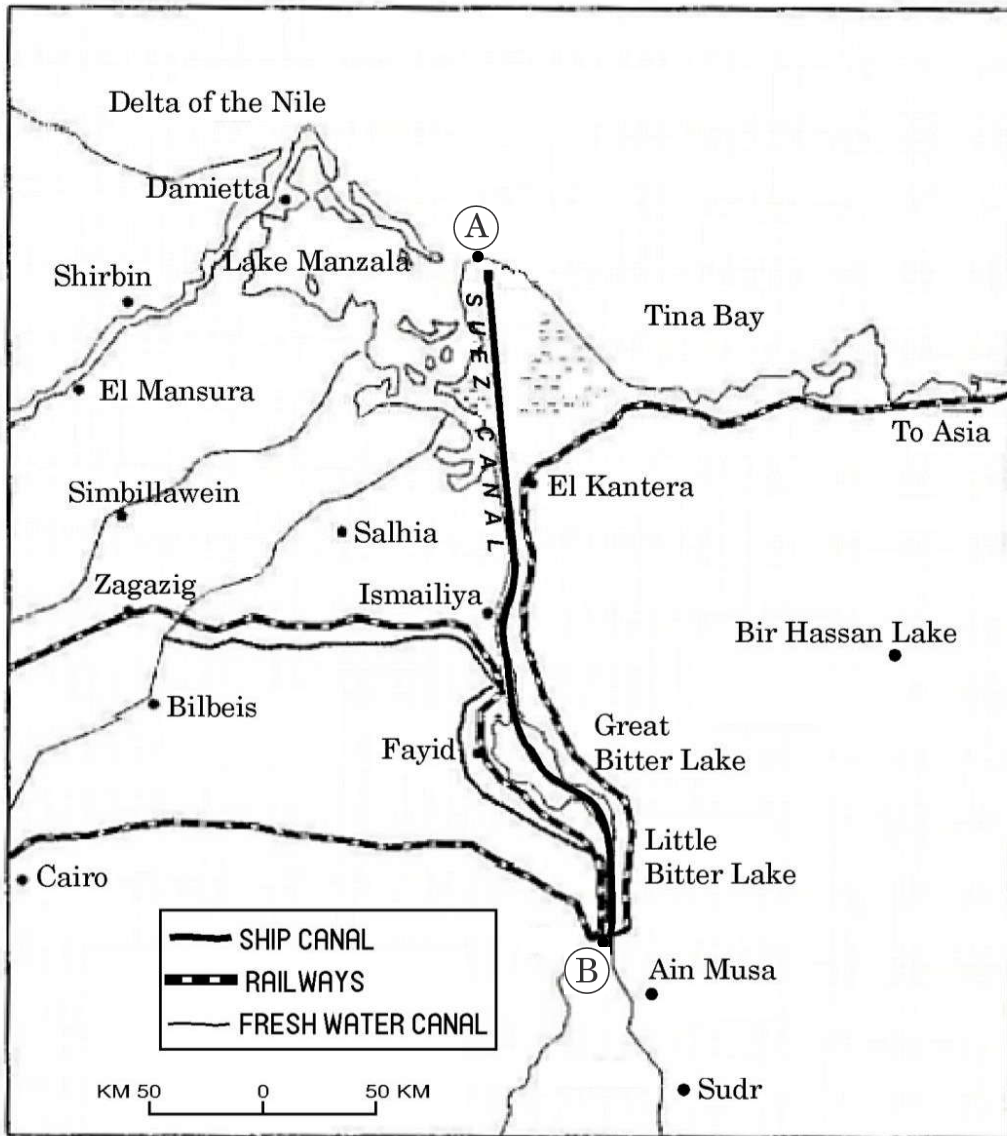 Delta of the Nile
Damietta
A
Lake Manzala
Shirbin
SUEZ CANAL
Tina Bay
El Mansura
To Asia
El Kantera
Simbillawein
Salhia
Zagazig
Ismailiya
Bir Hassan Lake
Bilbeis
Fayid
Great
Bitter Lake
Little
Bitter Lake
Cairo
SHIP CANAL
RAILWAYS
FRESH WATER CANAL
B
Ain Musa
KM 50 0 50 KM
Sudr